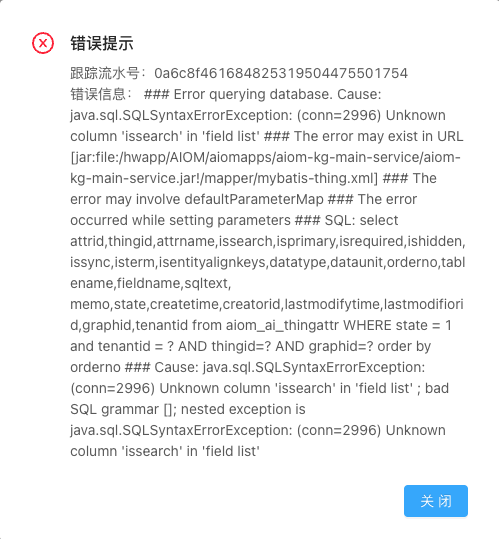 错误提示
跟踪流水号：0a6c8f461684825319504475501754
错误信息： ### Error querying database. Cause:
java.sql.SQLSyntaxErrorException: (conn=2996) Unknown
column 'issearch' in 'field list' ### The error may exist in URL
[jar:file:/hwapp/AIOM/aiomapps/aiom-kg-main-service/aiom-
kg-main-service.jar!/mapper/mybatis-thing.xml] ### The
error may involve defaultParameterMap ### The error
occurred while setting parameters ### SQL: select
attrid,thingid,attrname,issearch,isprimary,isrequired,ishidden,
issync,isterm,isentityalignkeys,datatype,dataunit,orderno,tabl
ename,fieldname,sqltext,
memo,state,createtime,creatorid,lastmodifytime,lastmodifiori
d,graphid,tenantid from aiom_ai_thingattr WHERE state = 1
and tenantid = ? AND thingid=? AND graphid=? order by
orderno ### Cause: java.sql.SQLSyntaxErrorException:
(conn=2996) Unknown column 'issearch' in 'field list' ; bad
SQL grammar []; nested exception is
java.sql.SQLSyntaxErrorException: (conn=2996) Unknown
column 'issearch' in 'field list'
关 闭